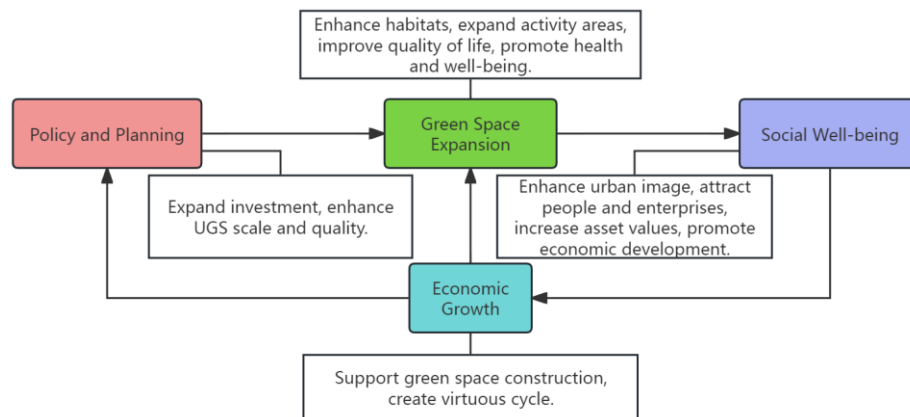 Enhance habitats, expand activity areas,
improve quality of life, promote health
and well-being.
Policy and Planning
Green Space
Expansion
Social Well-being
Expand investment, enhance
UGS scale and quality.
Enhance urban image, attract
people and enterprises,
increase asset values, promote
economic development.
Economic
Growth
Support green space construction,
create virtuous cycle.